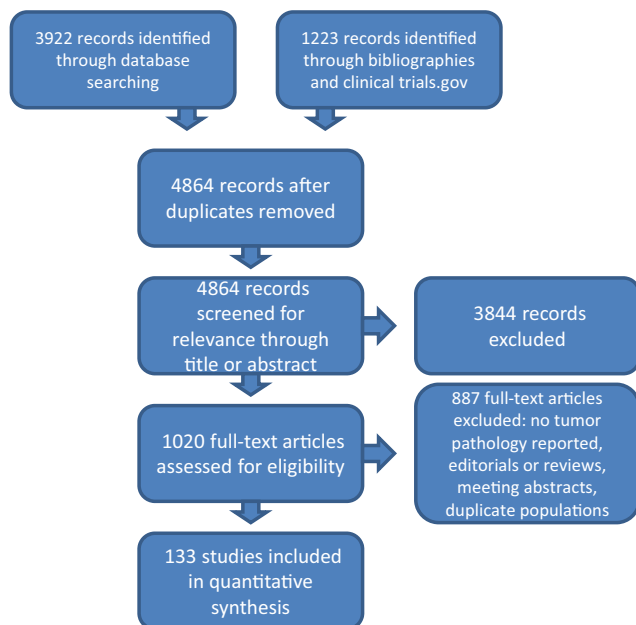 3922 records identified
through database
searching
1223 records identified
through bibliographies
and clinical trials.gov
4864 records after
duplicates removed
4864 records
screened for
relevance through
title or abstract
3844 records
excluded
1020 full-text articles
assessed for eligibility
887 full-text articles
excluded: no tumor
pathology reported,
editorials or reviews,
meeting abstracts,
duplicate populations
133 studies included
in quantitative
synthesis